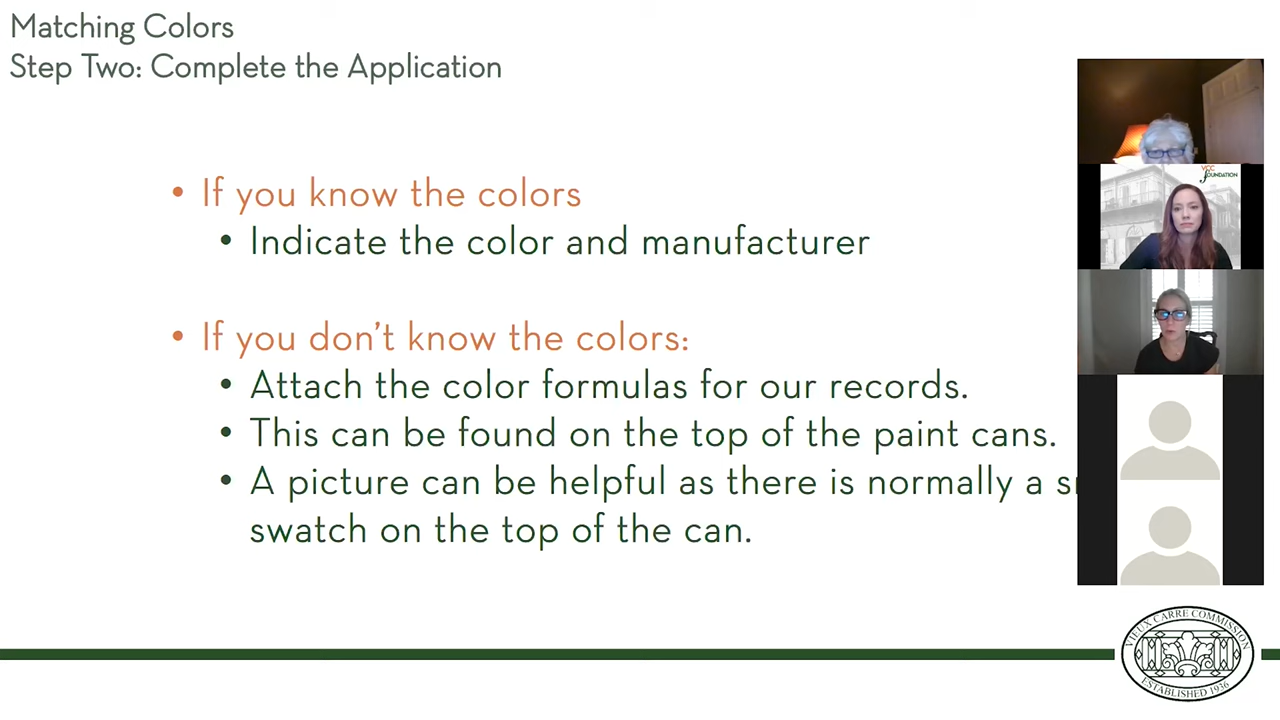 Matching Colors
Step Two: Complete the Application
• If you know the colors
• Indicate the color and manufacturer
• If you don't know the colors:
• Attach the color formulas for our records.
• This can be found on the top of the paint cans.
• A picture can be helpful as there is normally a
swatch on the top of the can.
VCC
FOUNDATION
VIEUX CARRE COMMISSION
ESTABLISHED 1936